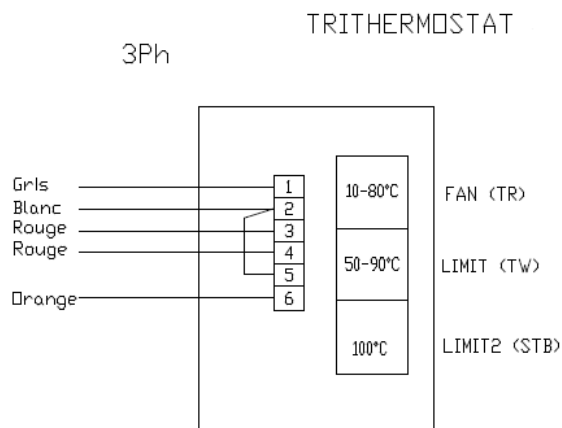 TRITHERMOSTAT
3Ph
Gris
Blanc
Rouge
Rouge
Orange
1
2
3
4
5
6
10-80°C
50-90°C
100°C
FAN (TR)
LIMIT (TW)
LIMIT2 (STB)